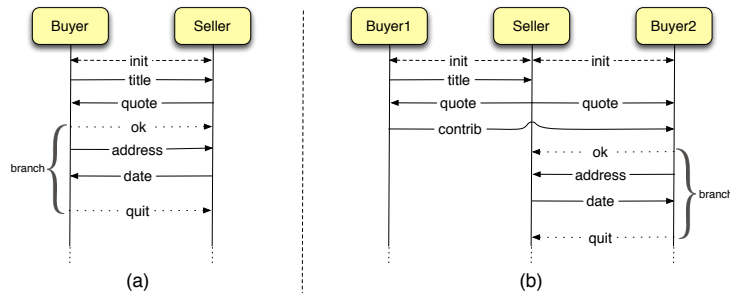 Buyer
Seller
init
title
quote
ok
address
date
quit
branch
(a)
Buyer1
Seller
Buyer2
init
init
title
quote
quote
contrib
ok
address
date
quit
branch
(b)